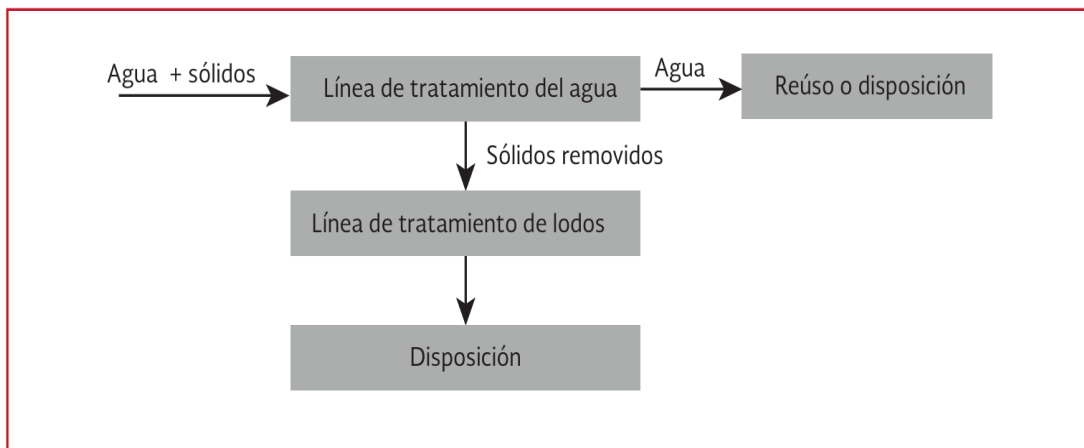 Agua + sólidos
Línea de tratamiento del agua
Agua
Reúso o disposición
Sólidos removidos
Línea de tratamiento de lodos
Disposición